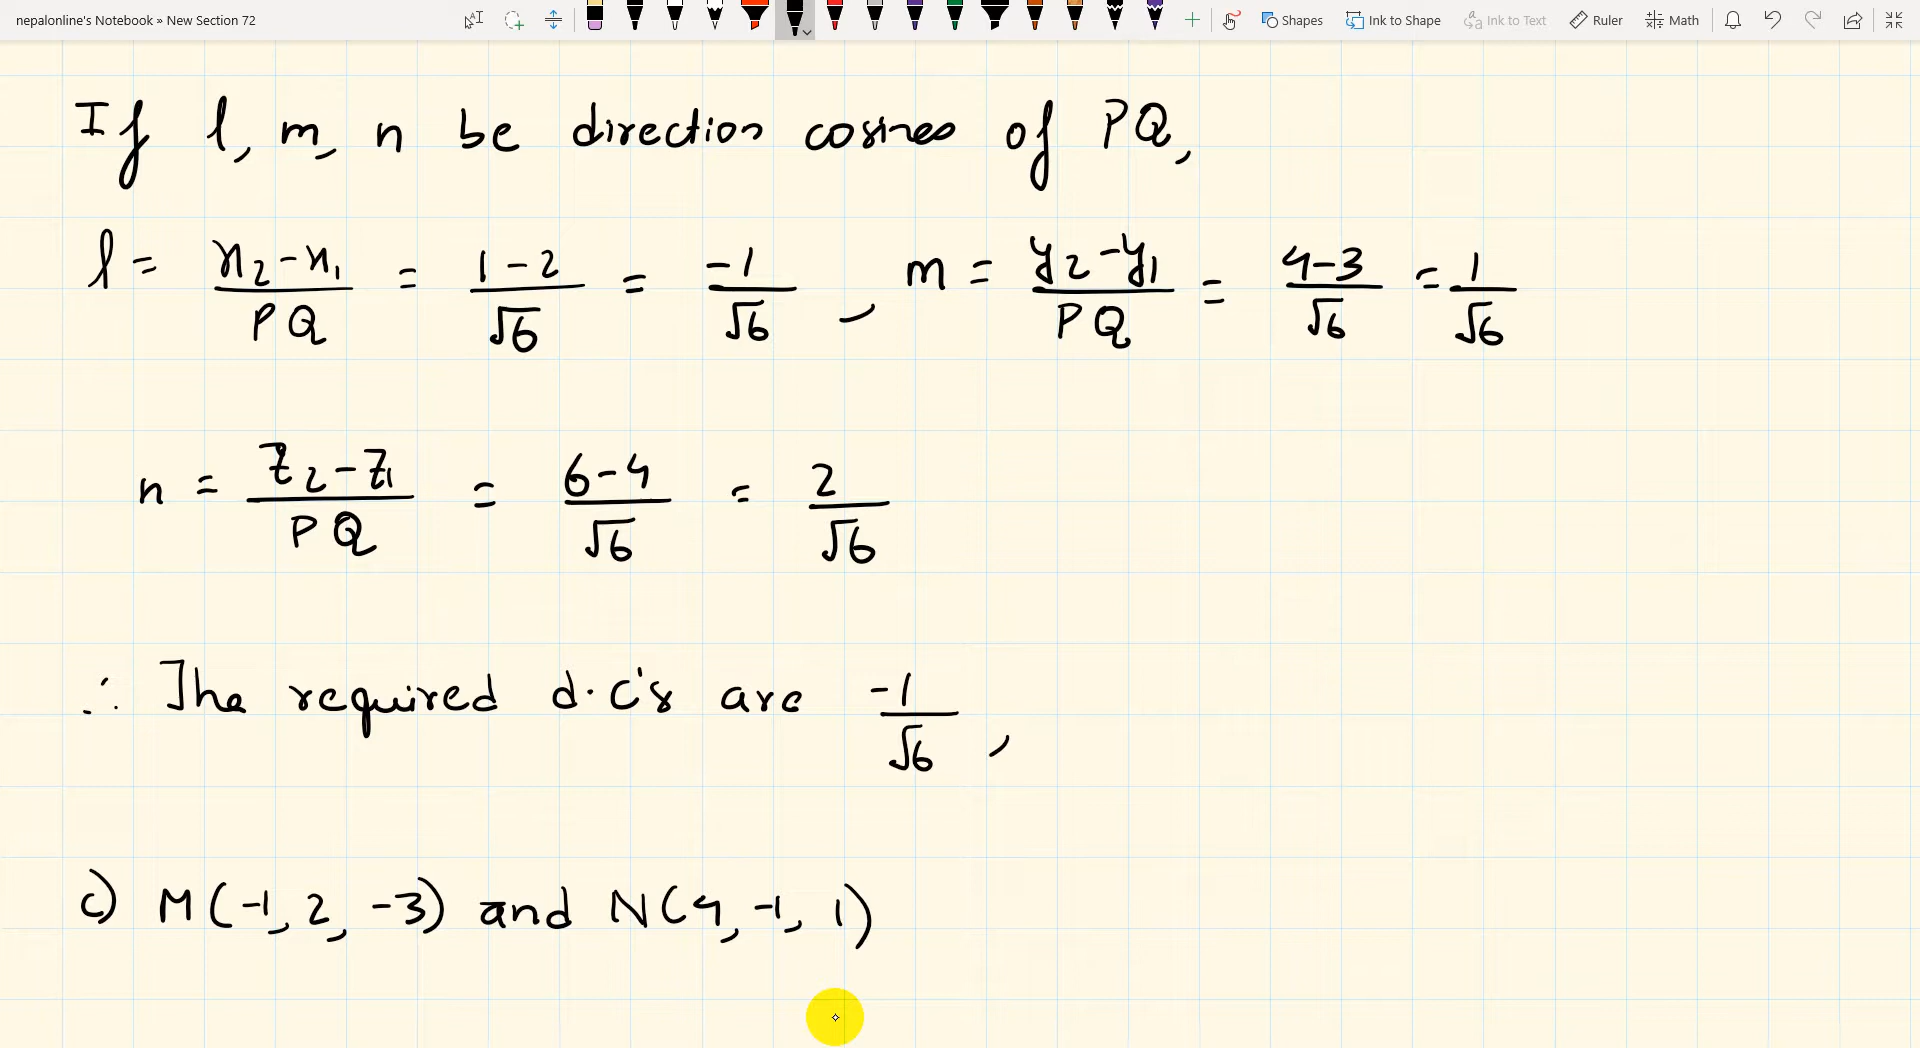 nepalonline's Notebook » New Section 72 Shapes Ink to Shape Ink to Text Ruler Math
If l, m, n be direction cosines of PQ,
l = x₂-x₁/PQ = 1-2/√6 = -1/√6, m = y₂-y₁/PQ = 4-3/√6 = 1/√6
n = z₂-z₁/PQ = 6-4/√6 = 2/√6
∴ The required d.c's are -1/√6,
c) M(-1, 2, -3) and N(4, -1, 1)